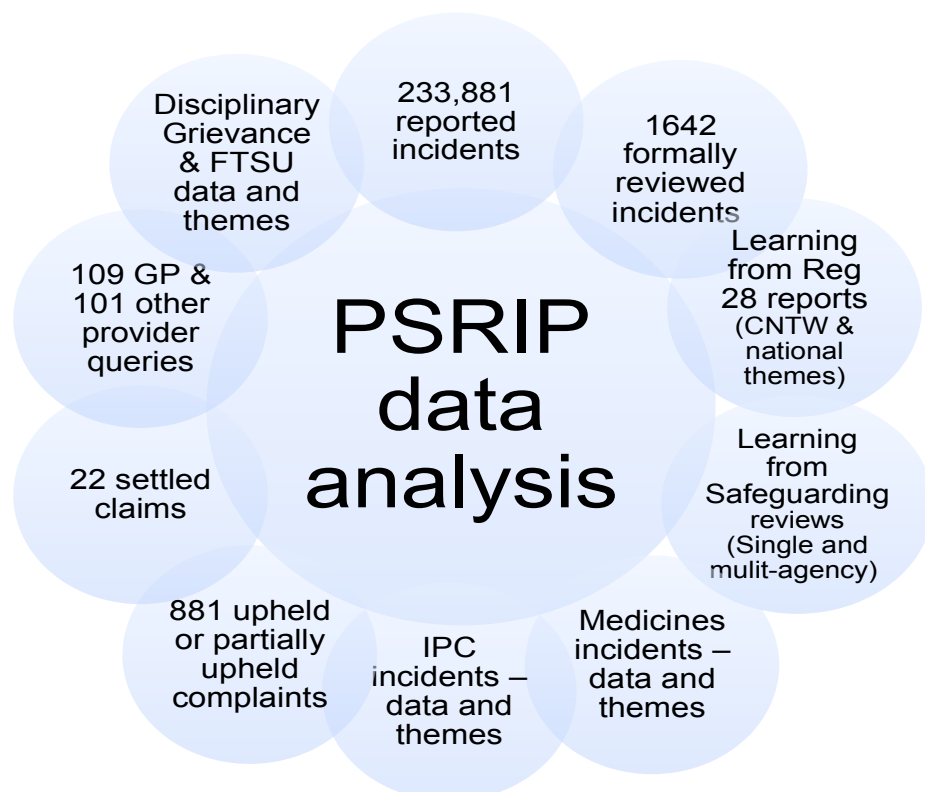 233,881
reported
incidents
1642
formally
reviewed
incidents
Learning
from Reg
28 reports
(CNTW &
national
themes)
Learning
from
Safeguarding
reviews
(Single and
mulit-agency)
Medicines
incidents –
data and
themes
IPC
incidents –
data and
themes
881 upheld
or partially
upheld
complaints
22 settled
claims
109 GP &
101 other
provider
queries
Disciplinary
Grievance
& FTSU
data and
themes
PSRIP
data
analysis